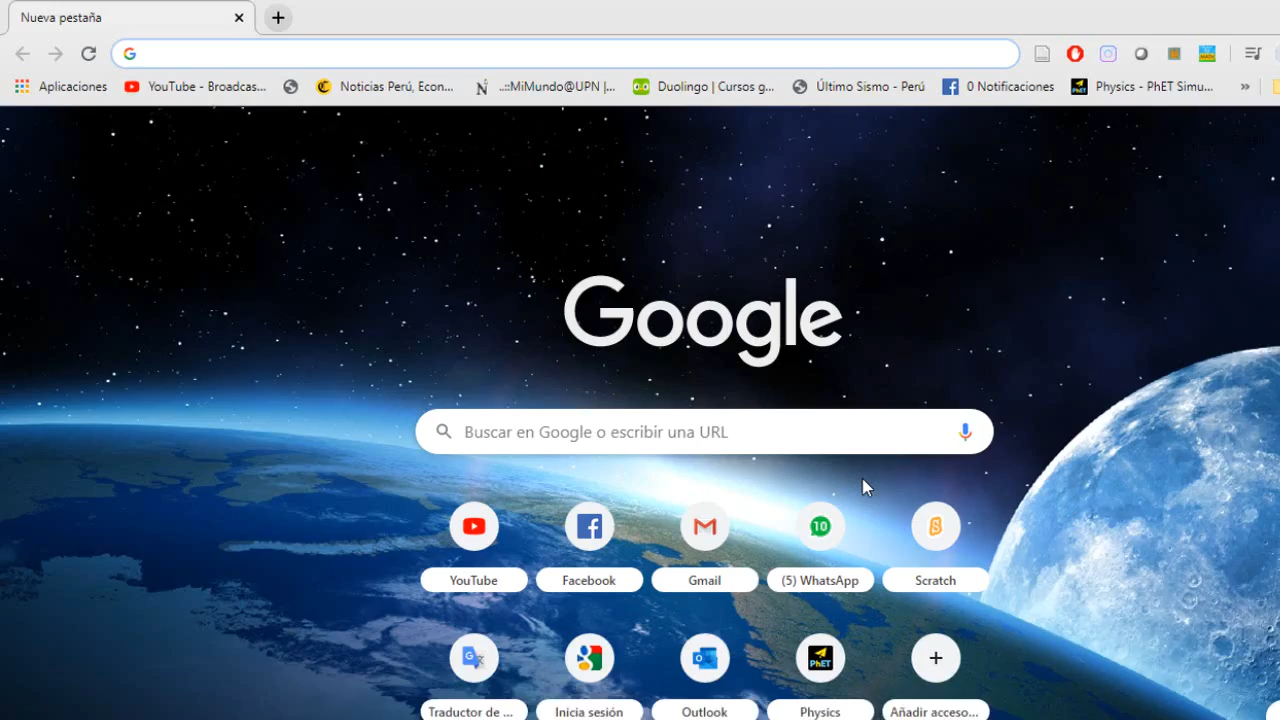 Nueva pestaña
Aplicaciones YouTube - Broadcas... Noticias Perú, Econ... ..::MiMundo@UPN |... Duolingo | Cursos g... Último Sismo - Perú 0 Notificaciones Physics - PhET Simu... »
Google
Buscar en Google o escribir una URL
10
YouTube Facebook Gmail (5) WhatsApp Scratch
PhET
Traductor de ... Inicia sesión Outlook Physics Añadir acceso...